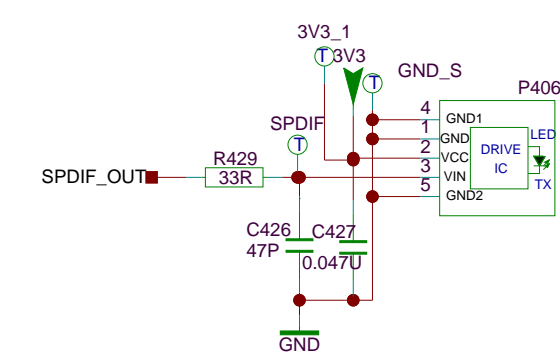 3V3_1
T 3V3
T
GND_S
P406
SPDIF
T
4 GND1
1 GND
2 VCC
3 VIN
5 GND2
DRIVE
IC
LED
TX
SPDIF_OUT
R429
33R
C426
47P
C427
0.047U
GND